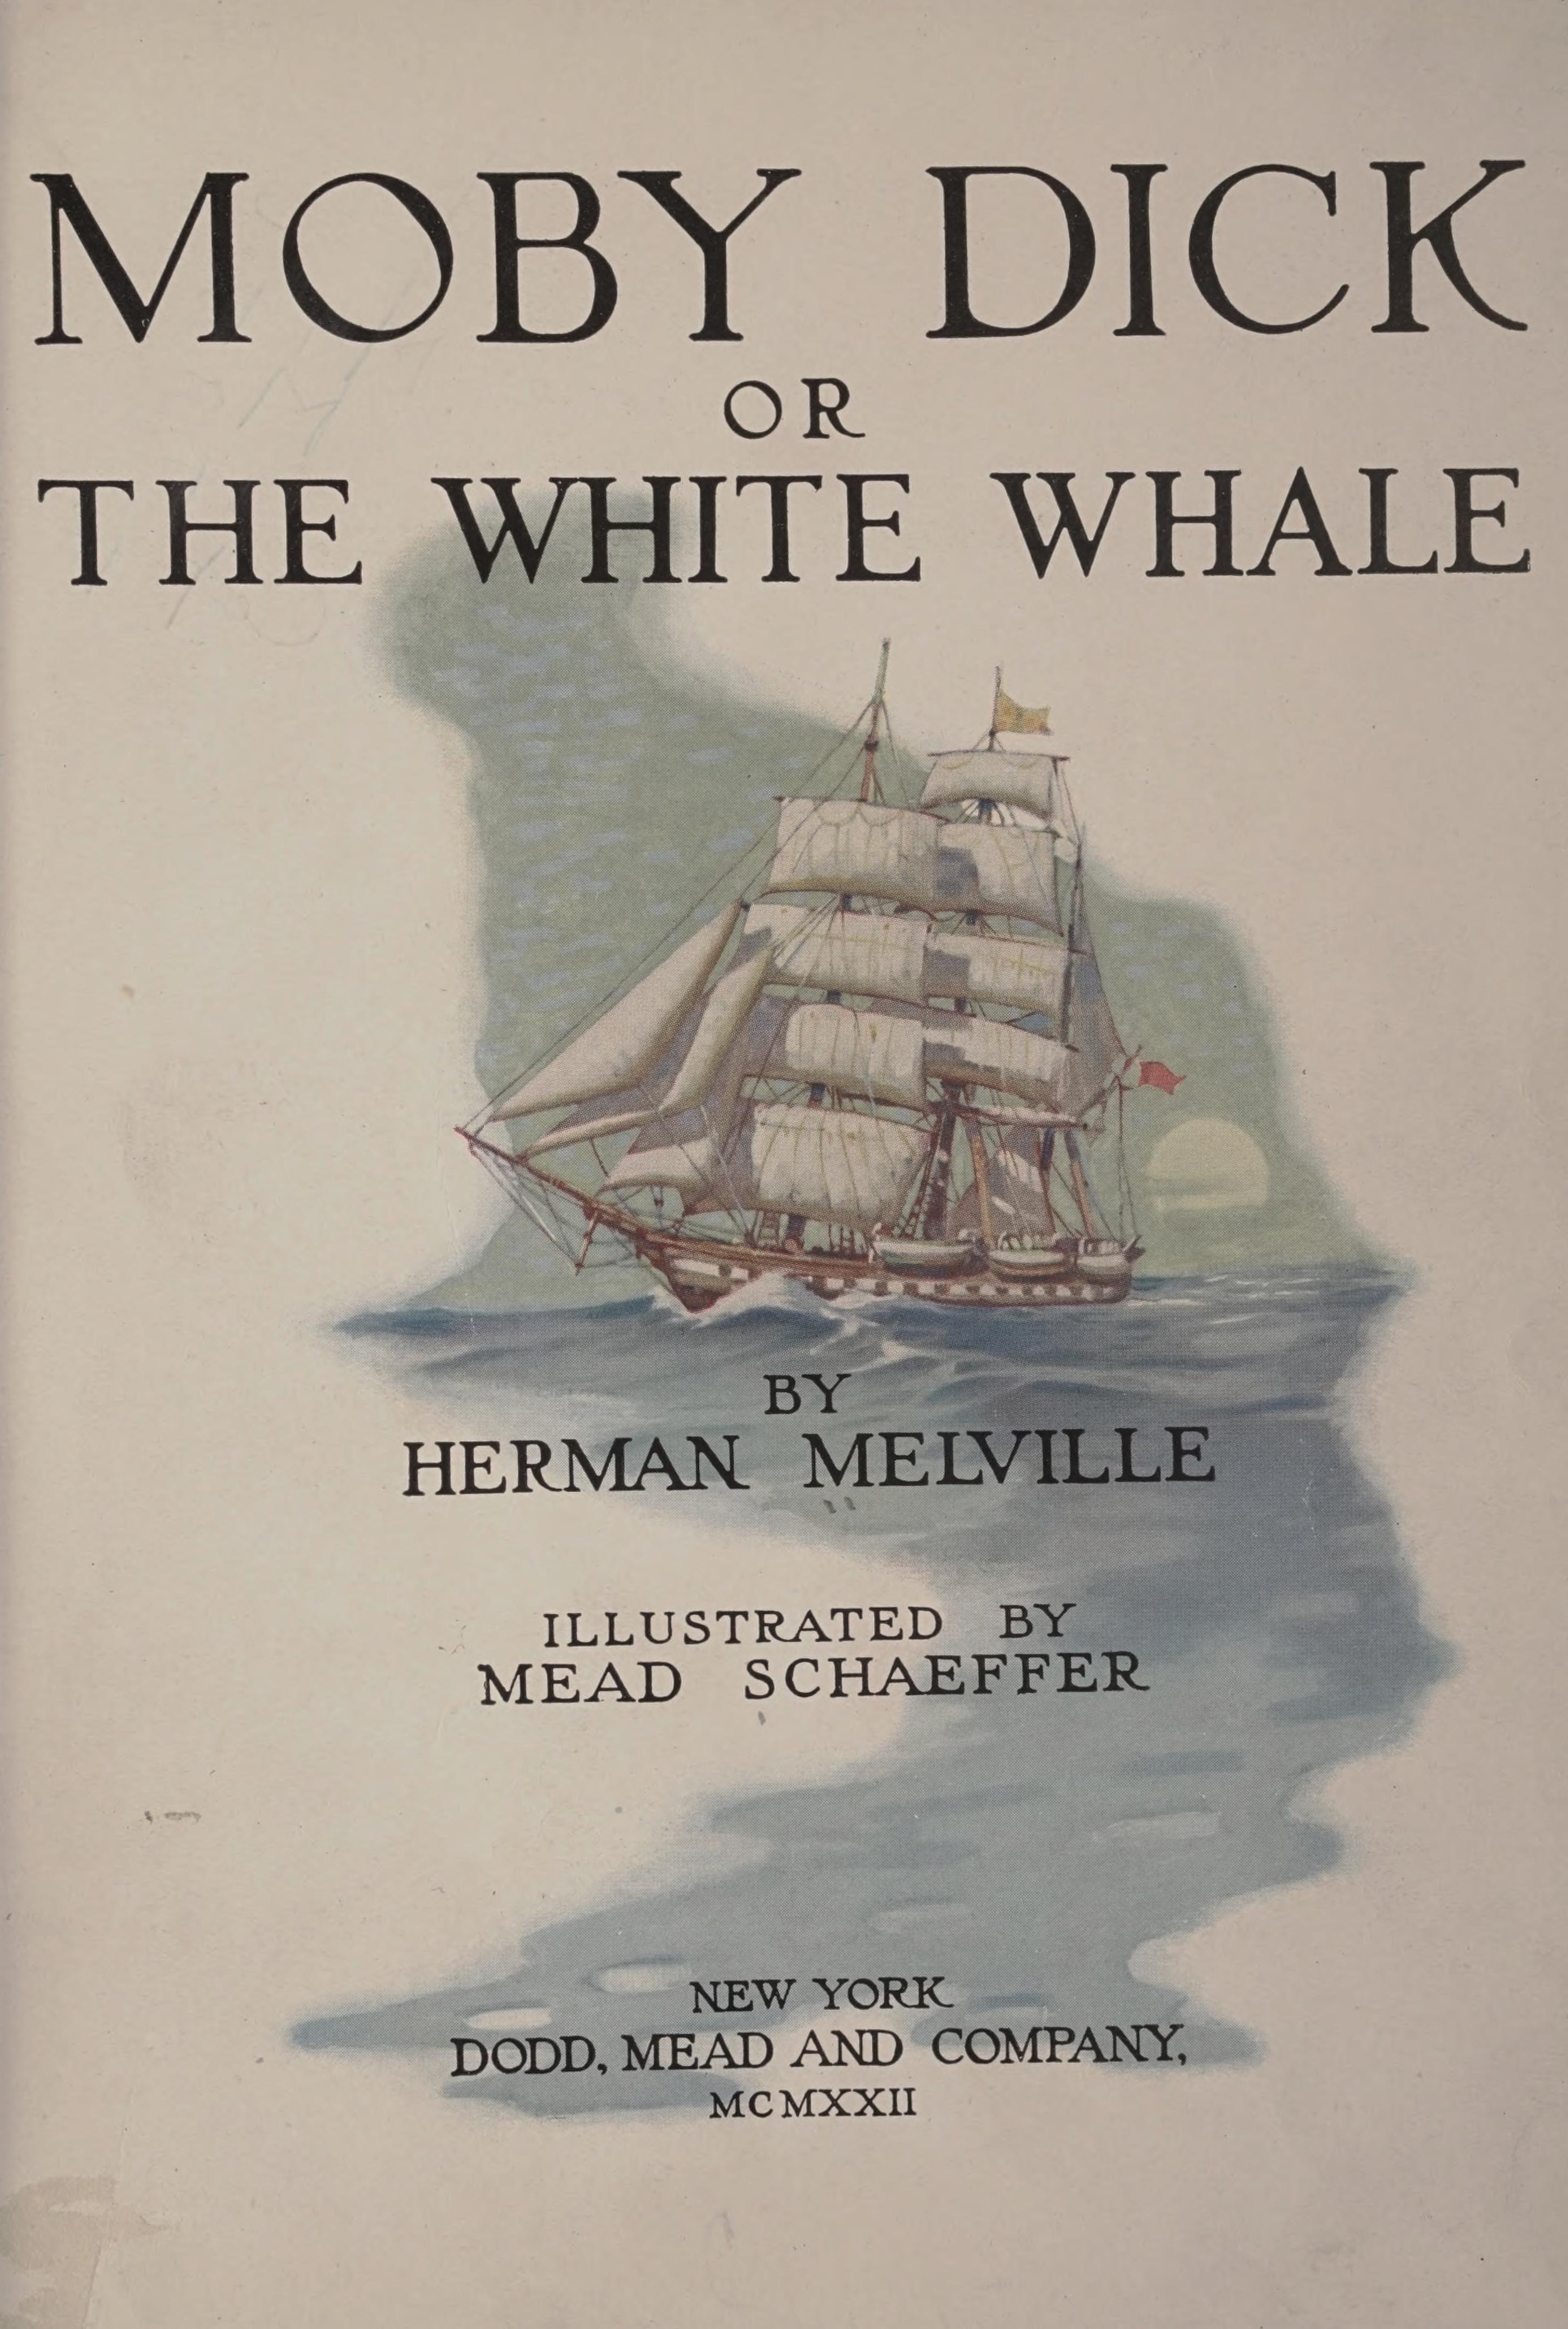 MOBY DICK
OR
THE WHITE WHALE
BY
HERMAN MELVILLE
ILLUSTRATED BY
MEAD SCHAEFFER
NEW YORK
DODD, MEAD AND COMPANY,
MCMXXII